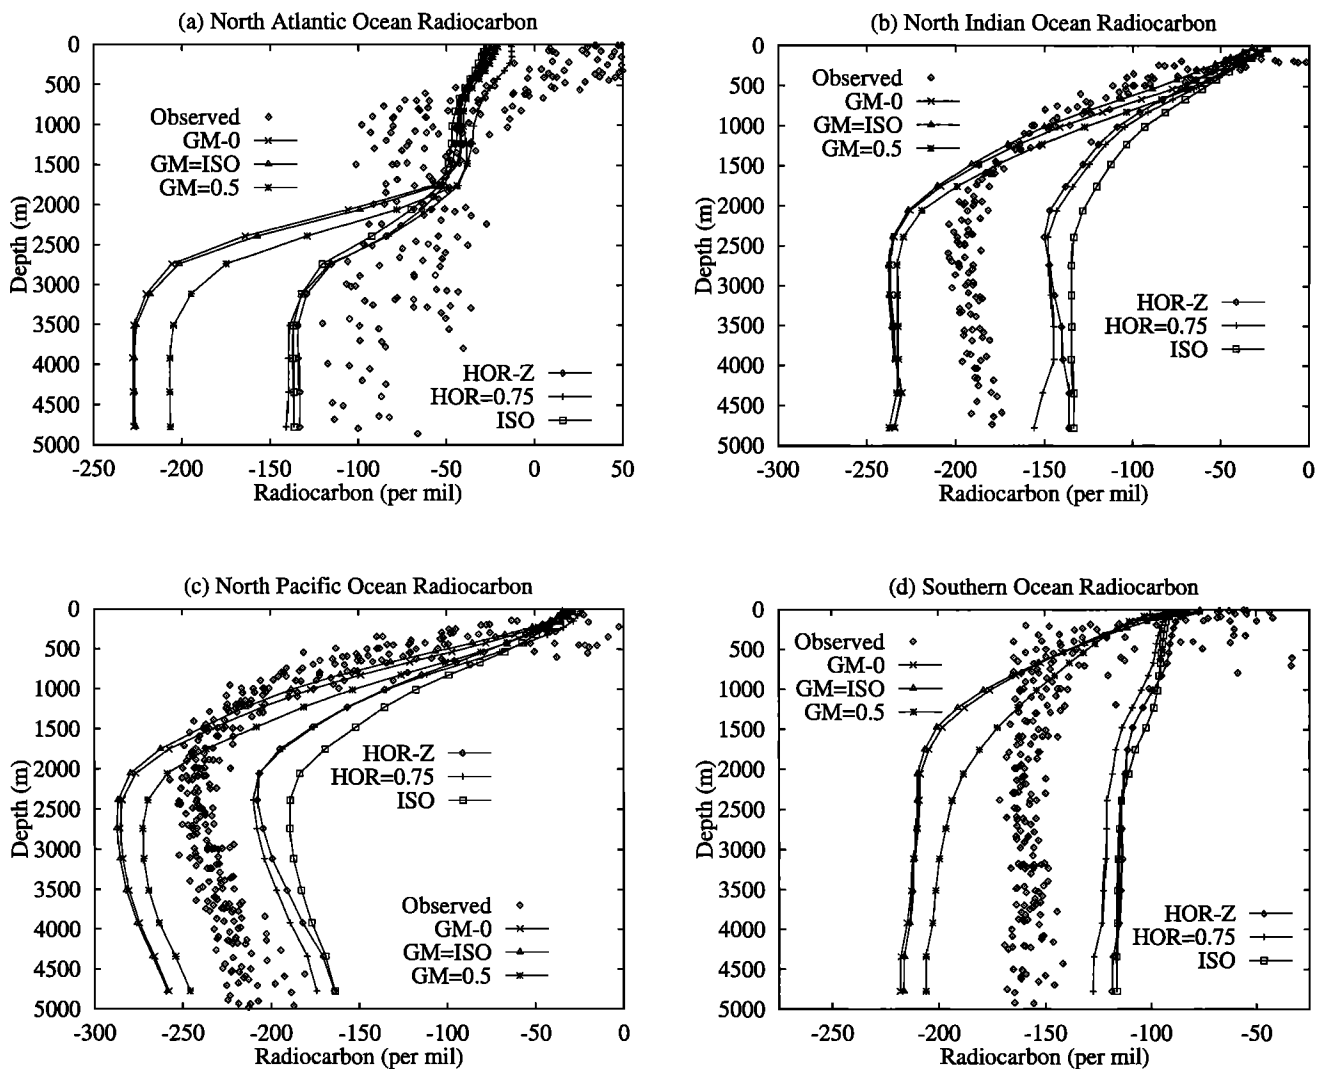 (a) North Atlantic Ocean Radiocarbon
0
500
1000
1500
2000
2500
3000
3500
4000
4500
5000
Depth (m)
Observed
GM-0
GM=ISO
GM=0.5
HOR-Z
HOR=0.75
ISO
-250 -200 -150 -100 -50 0 50
Radiocarbon (per mil)
(b) North Indian Ocean Radiocarbon
0
500
1000
1500
2000
2500
3000
3500
4000
4500
5000
Depth (m)
Observed
GM-0
GM=ISO
GM=0.5
HOR-Z
HOR=0.75
ISO
-300 -250 -200 -150 -100 -50 0
Radiocarbon (per mil)
(c) North Pacific Ocean Radiocarbon
0
500
1000
1500
2000
2500
3000
3500
4000
4500
5000
Depth (m)
HOR-Z
HOR=0.75
ISO
Observed
GM-0
GM=ISO
GM=0.5
-300 -250 -200 -150 -100 -50 0
Radiocarbon (per mil)
(d) Southern Ocean Radiocarbon
0
500
1000
1500
2000
2500
3000
3500
4000
4500
5000
Depth (m)
Observed
GM-0
GM=ISO
GM=0.5
HOR-Z
HOR=0.75
ISO
-250 -200 -150 -100 -50
Radiocarbon (per mil)